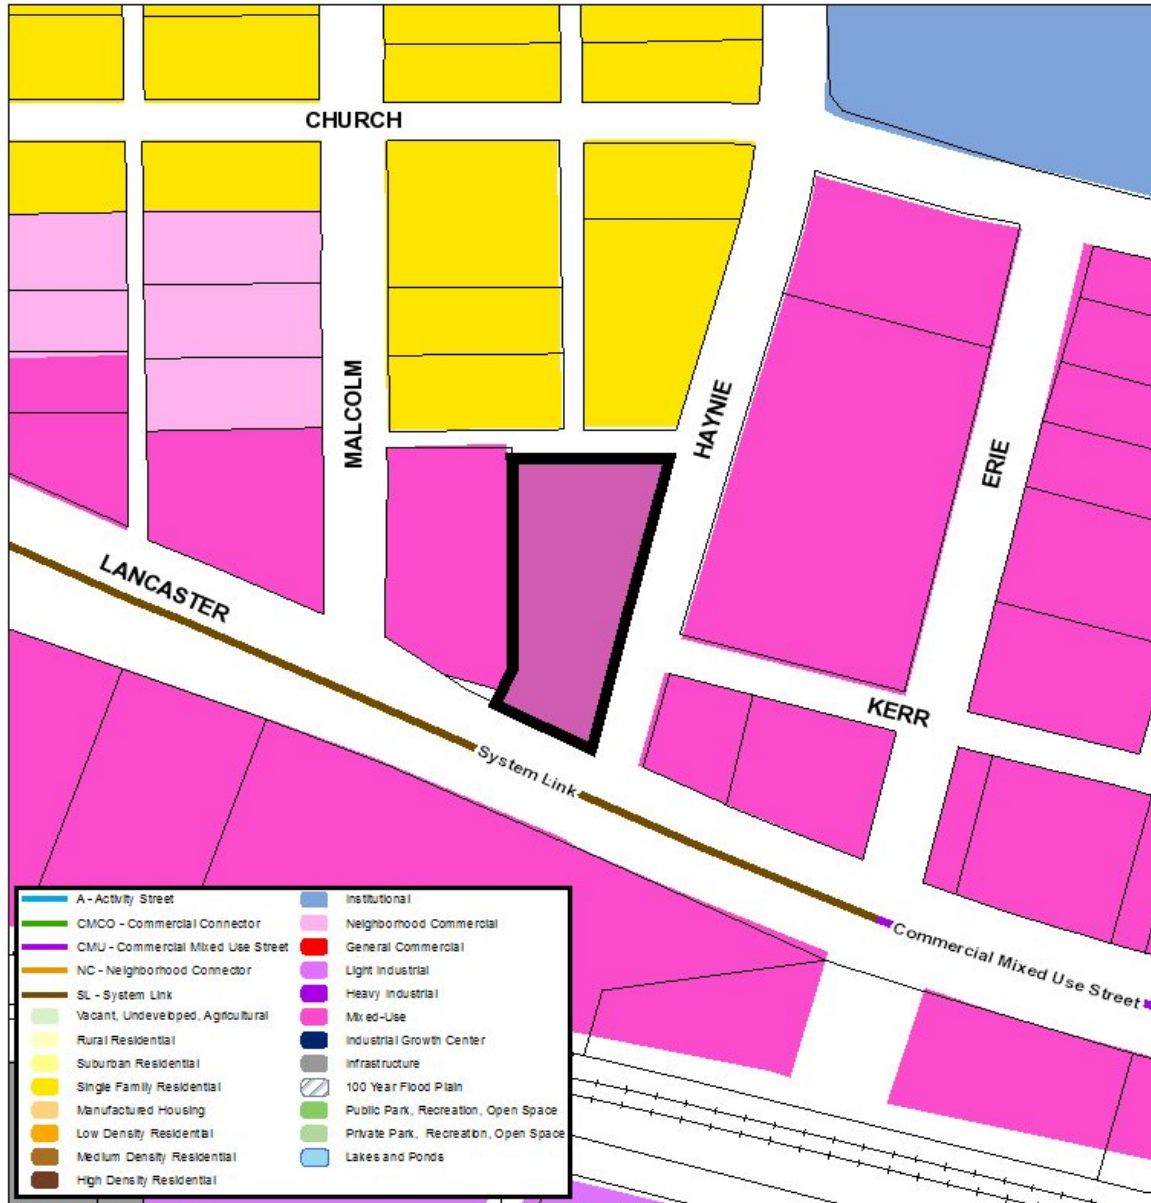 CHURCH
MALCOLM
HAYNIE
ERIE
LANCASTER
KERR
System Link
Commercial Mixed Use Street
A - Activity Street
CMCO - Commercial Connector
CMU - Commercial Mixed Use Street
NC - Neighborhood Connector
SL - System Link
Vacant, Undeveloped, Agricultural
Rural Residential
Suburban Residential
Single Family Residential
Manufactured Housing
Low Density Residential
Medium Density Residential
High Density Residential
Institutional
Neighborhood Commercial
General Commercial
Light Industrial
Heavy Industrial
Mixed-Use
Industrial Growth Center
Infrastructure
100 Year Flood Plain
Public Park, Recreation, Open Space
Private Park, Recreation, Open Space
Lakes and Ponds